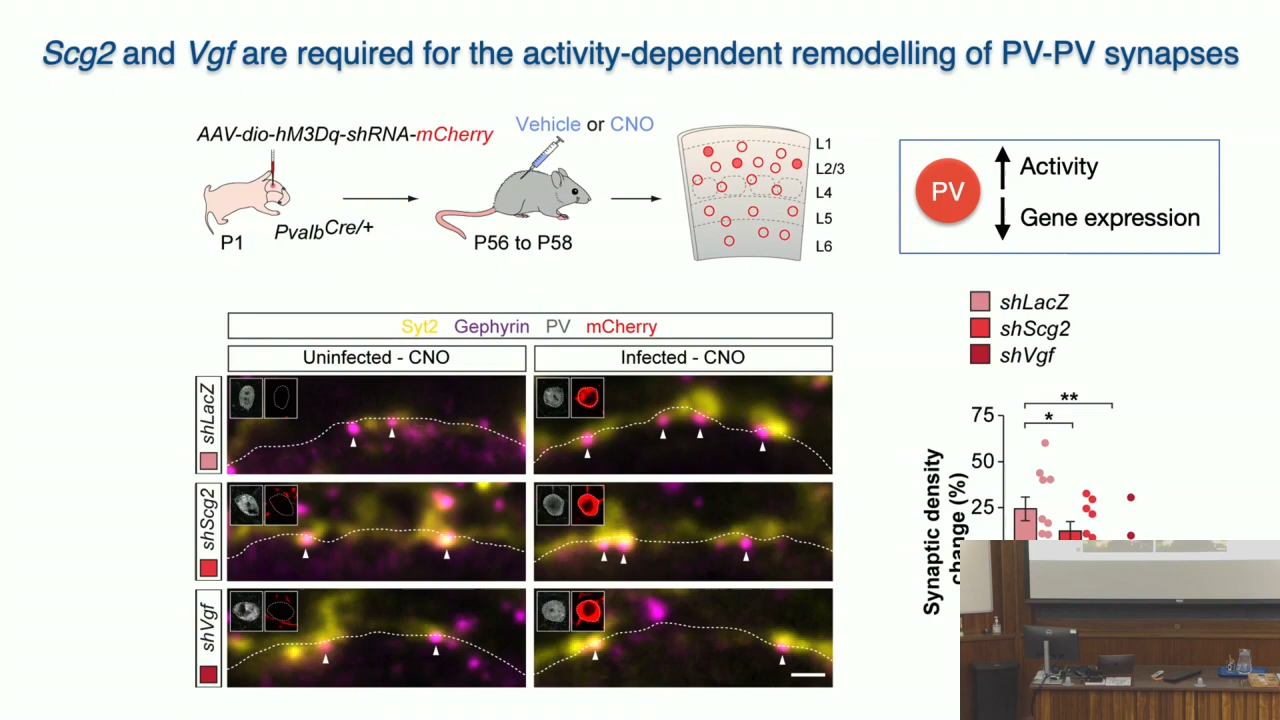 Scg2 and Vgf are required for the activity-dependent remodelling of PV-PV synapses
AAV-dio-hM3Dq-shRNA-mCherry
Vehicle or CNO
P1
PvalbCre/+
P56 to P58
L1
L2/3
L4
L5
L6
PV
Activity
Gene expression
Syt2 Gephyrin PV mCherry
Uninfected - CNO
Infected - CNO
shLacZ
shScg2
shVgf
shLacZ
shScg2
shVgf
**
*
75
50
25
Synaptic density
change (%)